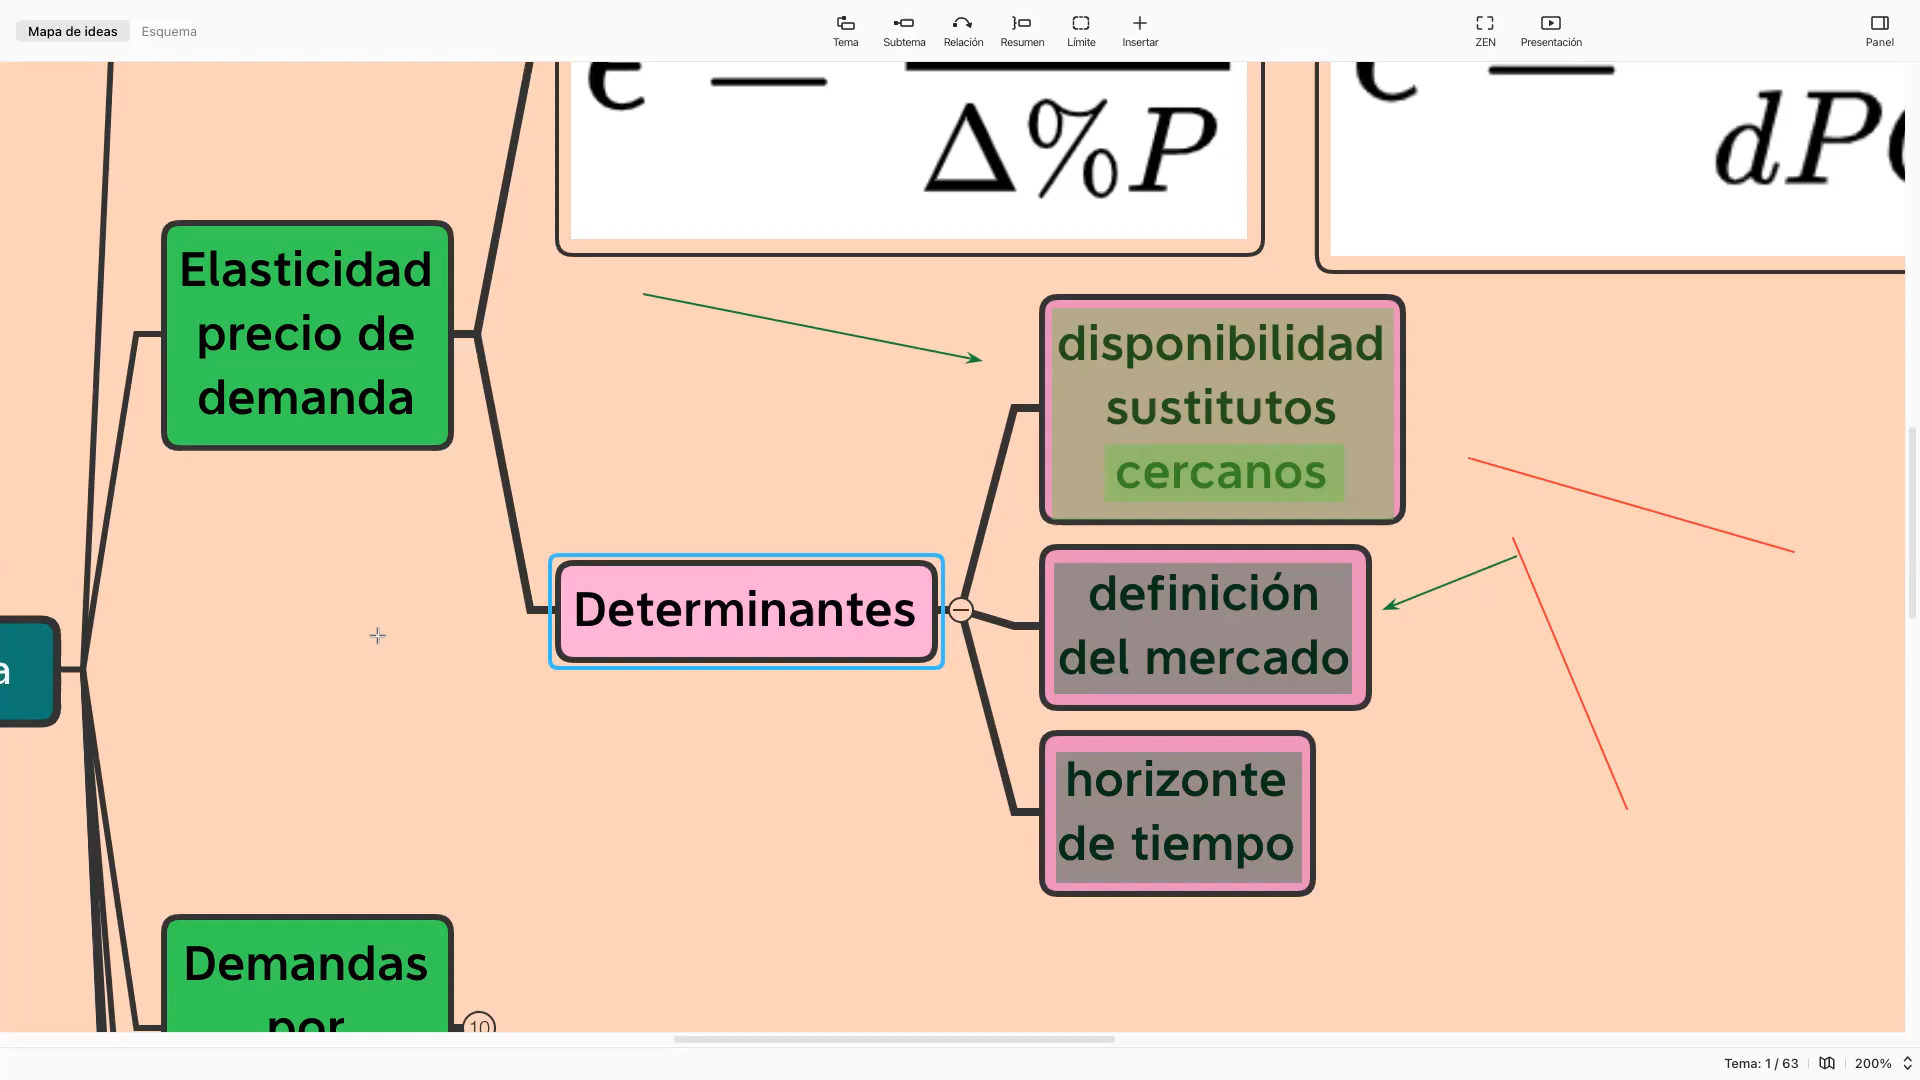 Mapa de ideas
Esquema
Tema
Subtema
Relación
Resumen
Límite
Insertar
ZEN
Presentación
Panel
Δ%P
dP
Elasticidad
precio de
demanda
disponibilidad
sustitutos
cercanos
Determinantes
definición
del mercado
horizonte
de tiempo
a
Demandas
por
10
Tema: 1 / 63
200%